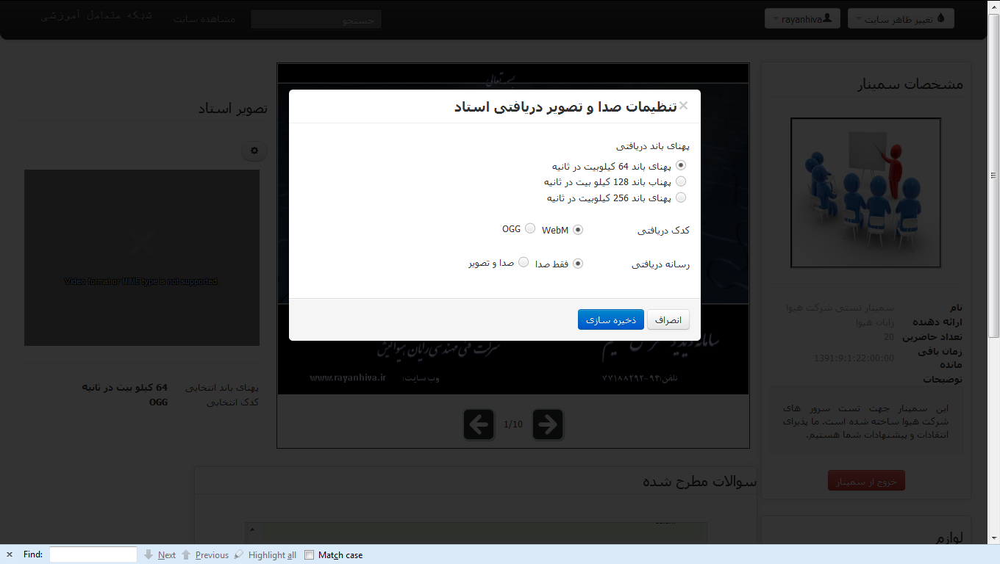 تغییر ظاهر سایت
rayanhiva
جستجو
مشاهده سایت
شبکه متعامل آموزشی
مشخصات سمینار
نام سمینار تستی شرکت هیوا
ارائه دهنده رایان هیوا
تعداد حاضرین 20
زمان باقی مانده 1391:9:1:22:00:00
توضیحات
این سمینار جهت تست سرور های
شرکت هیوا ساخته شده است. ما پذیرای
انتقادات و پیشنهادات شما هستیم.
خروج از سمینار
لوازم
بسمه تعالی
×
تنظیمات صدا و تصویر دریافتی استاد
پهنای باند دریافتی
پهنای باند 64 کیلوبیت در ثانیه
پهناب باند 128 کیلو بیت در ثانیه
پهنای باند 256 کیلوبیت در ثانیه
کدک دریافتی WebM OGG
رسانه دریافتی فقط صدا صدا و تصویر
انصراف ذخیره سازی
شرکت فنی مهندسی رایان هیوا
تلفن: ۷۷۱۸۸۲۹۲-۹۴ وب سایت: www.rayanhiva.ir
1/10
تصویر استاد
Video format or MIME type is not supported.
پهنای باند انتخابی 64 کیلو بیت در ثانیه
کدک انتخابی OGG
سوالات مطرح شده
× Find: Next Previous Highlight all Match case